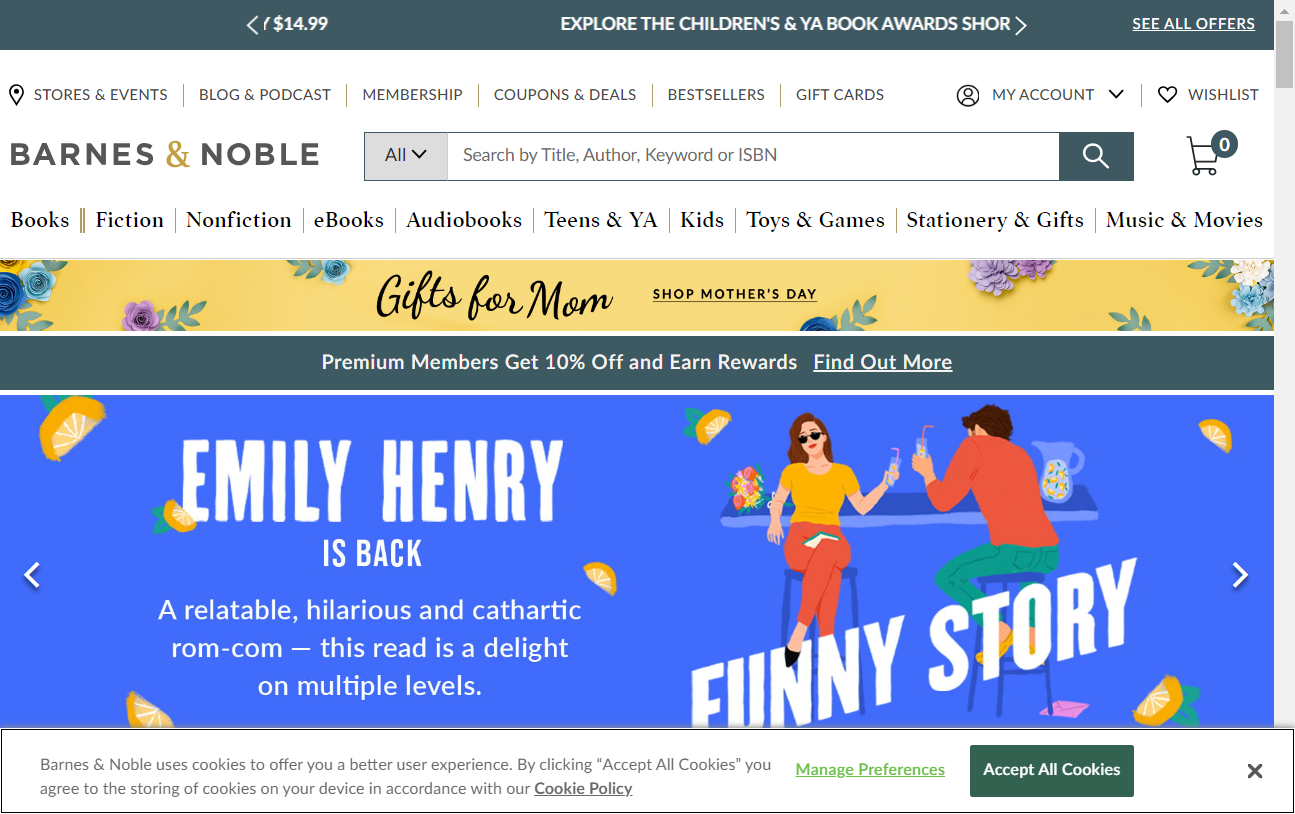 / $14.99
EXPLORE THE CHILDREN'S & YA BOOK AWARDS SHOR
SEE ALL OFFERS
STORES & EVENTS
BLOG & PODCAST
MEMBERSHIP
COUPONS & DEALS
BESTSELLERS
GIFT CARDS
MY ACCOUNT
WISHLIST
BARNES & NOBLE
All
Search by Title, Author, Keyword or ISBN
0
Books
Fiction
Nonfiction
eBooks
Audiobooks
Teens & YA
Kids
Toys & Games
Stationery & Gifts
Music & Movies
Gifts for Mom
SHOP MOTHER'S DAY
Premium Members Get 10% Off and Earn Rewards Find Out More
EMILY HENRY
IS BACK
A relatable, hilarious and cathartic
rom-com — this read is a delight
on multiple levels.
FUNNY STORY
Barnes & Noble uses cookies to offer you a better user experience. By clicking “Accept All Cookies” you
agree to the storing of cookies on your device in accordance with our Cookie Policy
Manage Preferences
Accept All Cookies